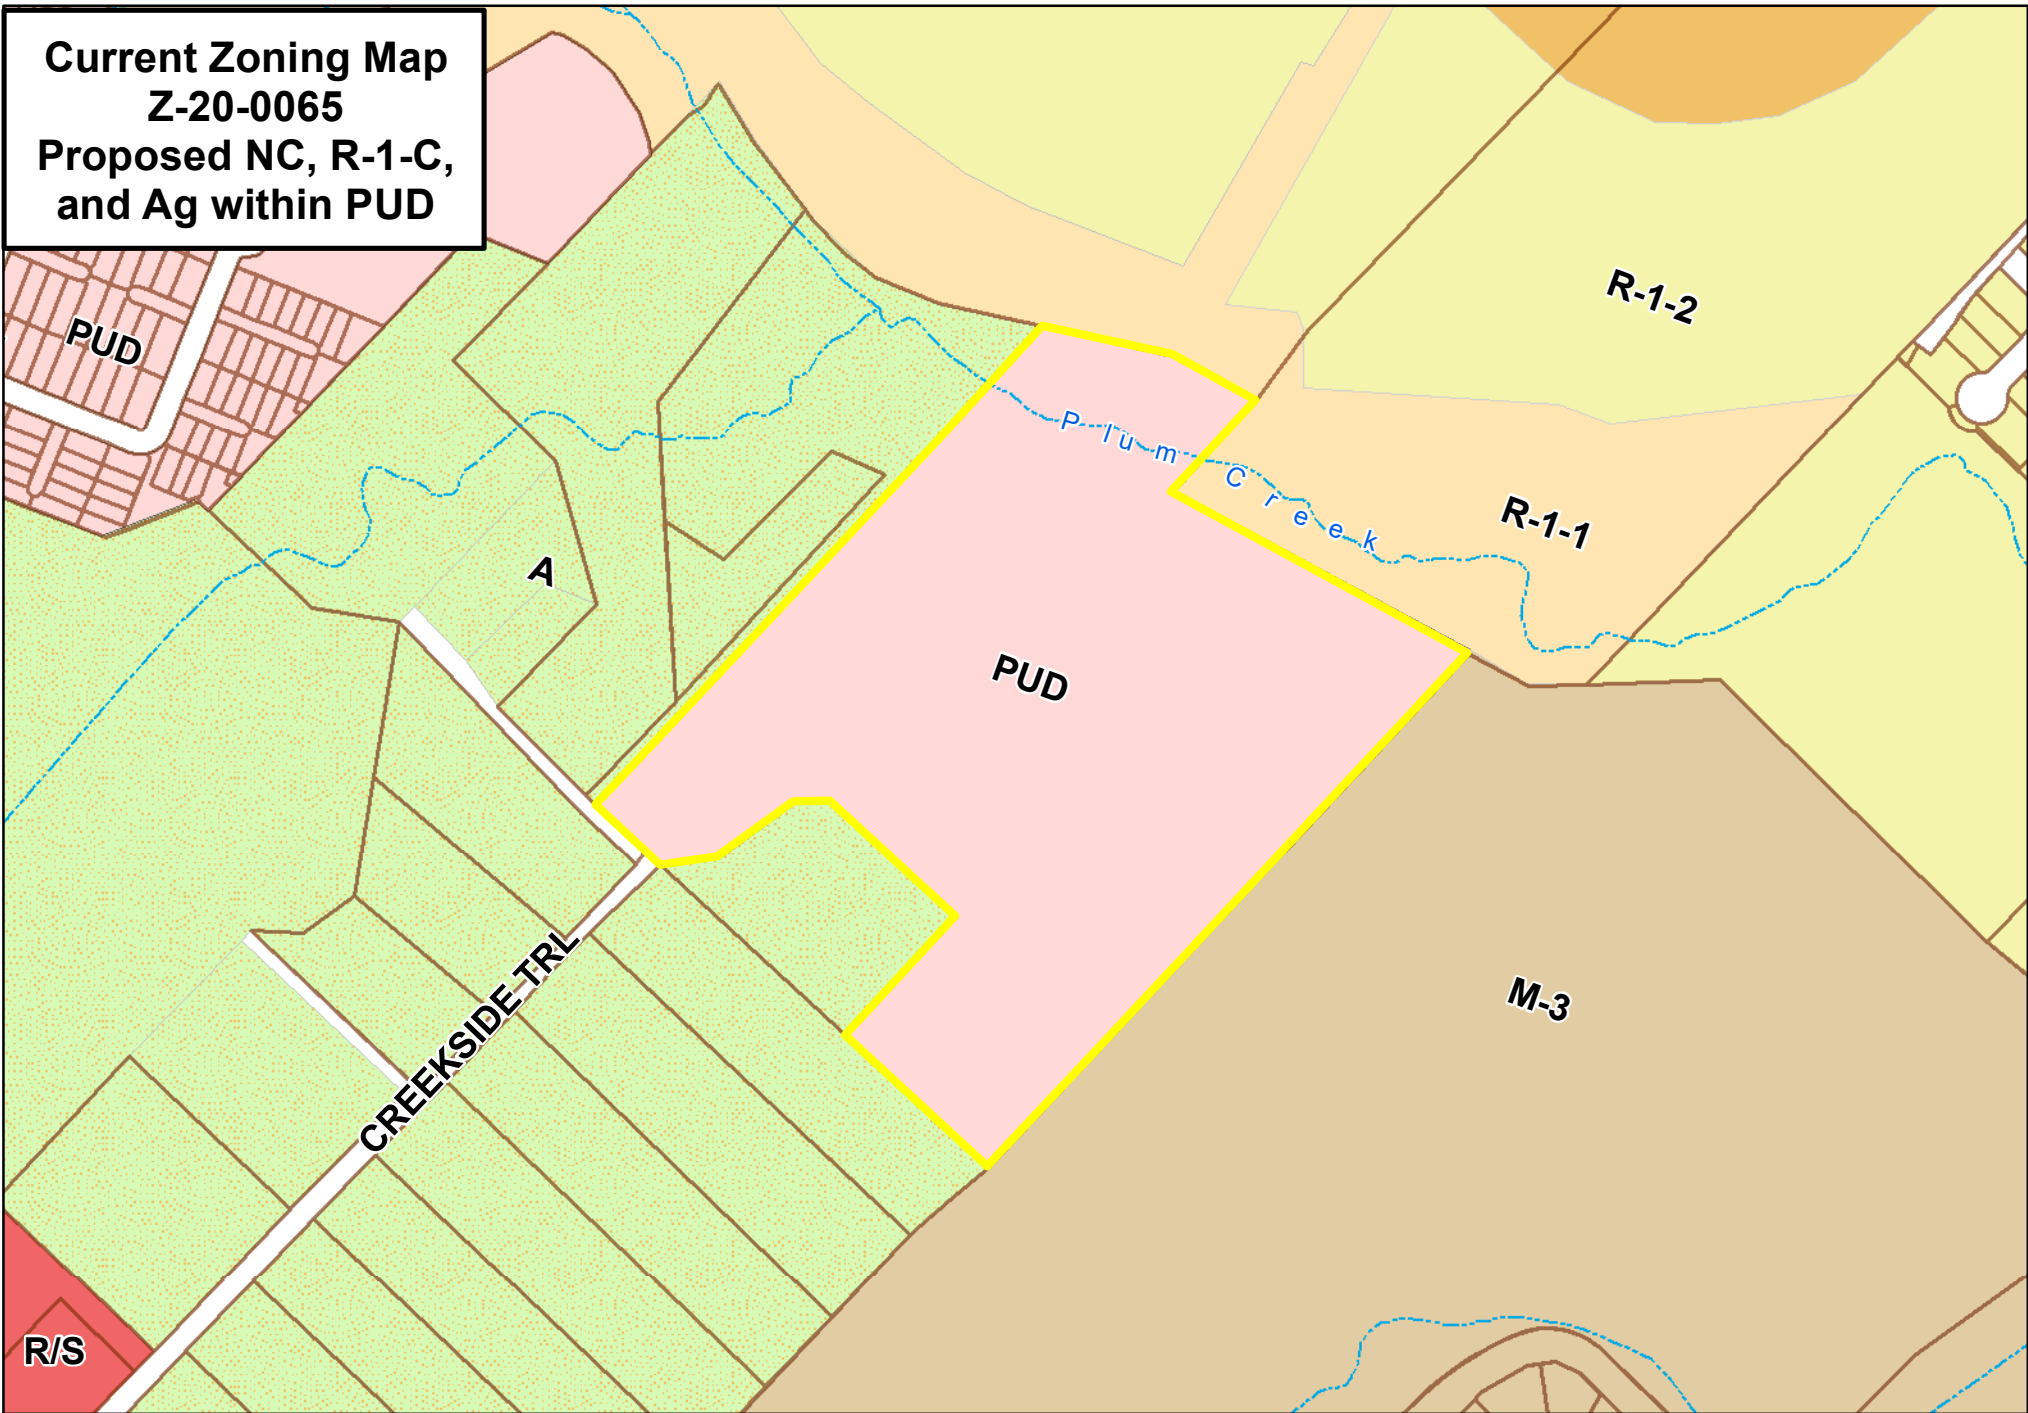 Current Zoning Map
Z-20-0065
Proposed NC, R-1-C,
and Ag within PUD
R-1-2
PUD
Plum Creek
R-1-1
A
PUD
M-3
CREEKSIDE TRL
R/S